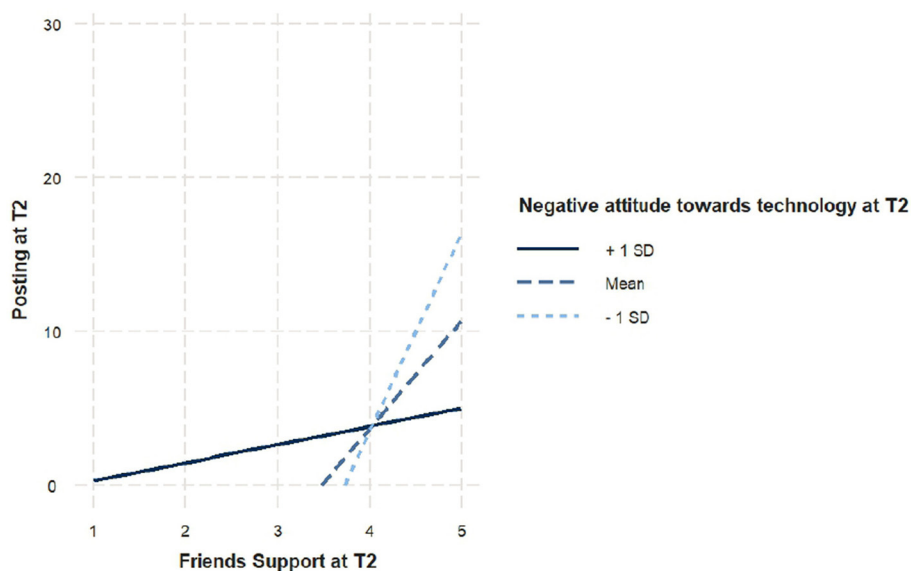 30
20
10
0
Posting at T2
1 2 3 4 5
Friends Support at T2
Negative attitude towards technology at T2
+ 1 SD
Mean
- 1 SD